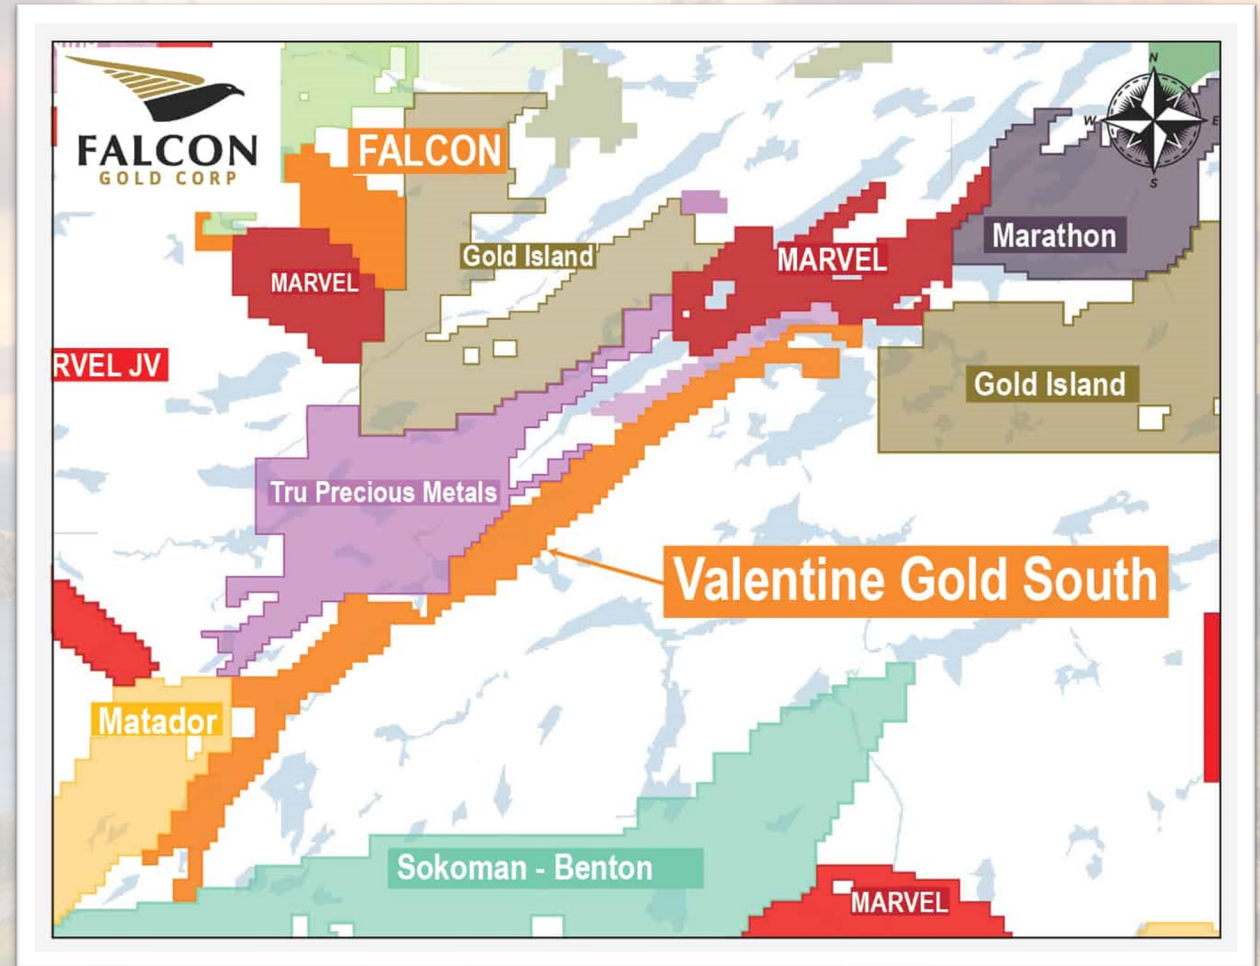 FALCON
GOLD CORP
FALCON
N
W
E
S
Marathon
Gold Island
MARVEL
MARVEL
RVEL JV
Gold Island
Tru Precious Metals
Valentine Gold South
Matador
Sokoman - Benton
MARVEL